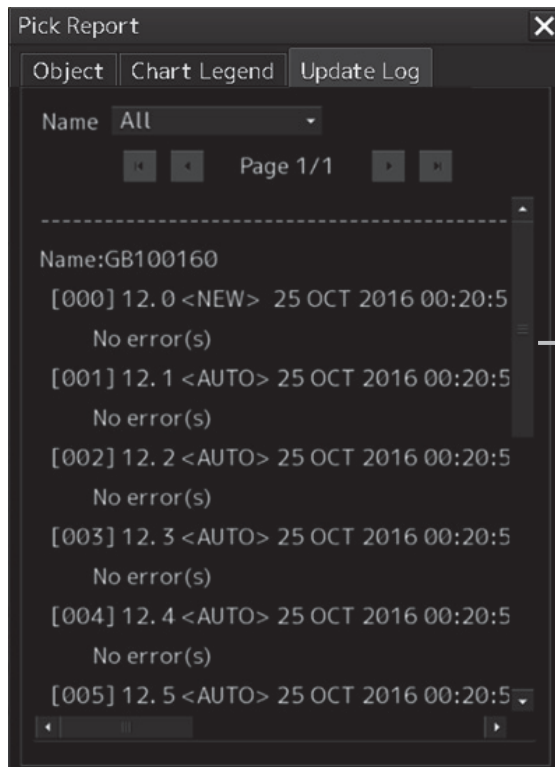 Pick Report
Object Chart Legend Update Log
Name All
Page 1/1
Name:GB100160
[000] 12.0 <NEW> 25 OCT 2016 00:20:5
No error(s)
[001] 12.1 <AUTO> 25 OCT 2016 00:20:5
No error(s)
[002] 12.2 <AUTO> 25 OCT 2016 00:20:5
No error(s)
[003] 12.3 <AUTO> 25 OCT 2016 00:20:5
No error(s)
[004] 12.4 <AUTO> 25 OCT 2016 00:20:5
No error(s)
[005] 12.5 <AUTO> 25 OCT 2016 00:20:5